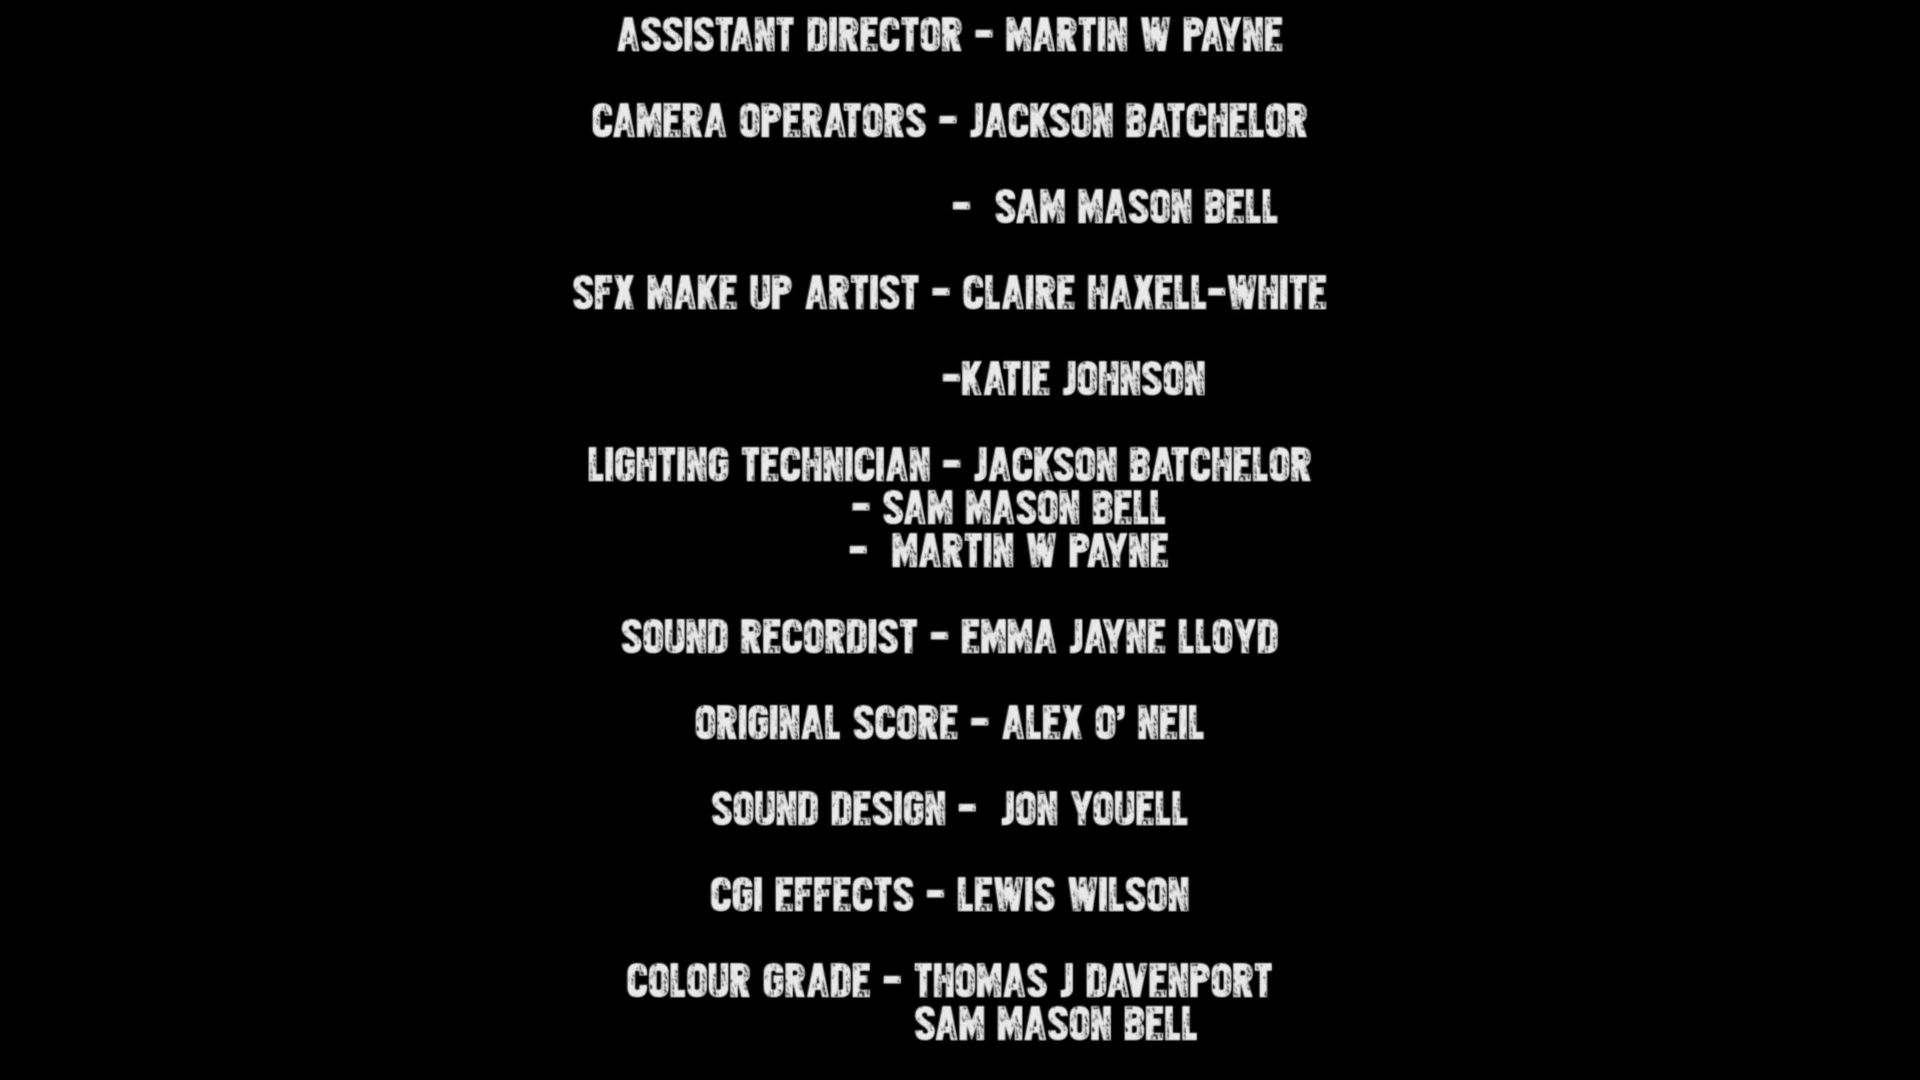 ASSISTANT DIRECTOR - MARTIN W PAYNE
CAMERA OPERATORS - JACKSON BATCHELOR
- SAM MASON BELL
SFX MAKE UP ARTIST - CLAIRE HAXELL-WHITE
-KATIE JOHNSON
LIGHTING TECHNICIAN - JACKSON BATCHELOR
- SAM MASON BELL
- MARTIN W PAYNE
SOUND RECORDIST - EMMA JAYNE LLOYD
ORIGINAL SCORE - ALEX O' NEIL
SOUND DESIGN - JON YOUELL
CGI EFFECTS - LEWIS WILSON
COLOUR GRADE - THOMAS J DAVENPORT
SAM MASON BELL